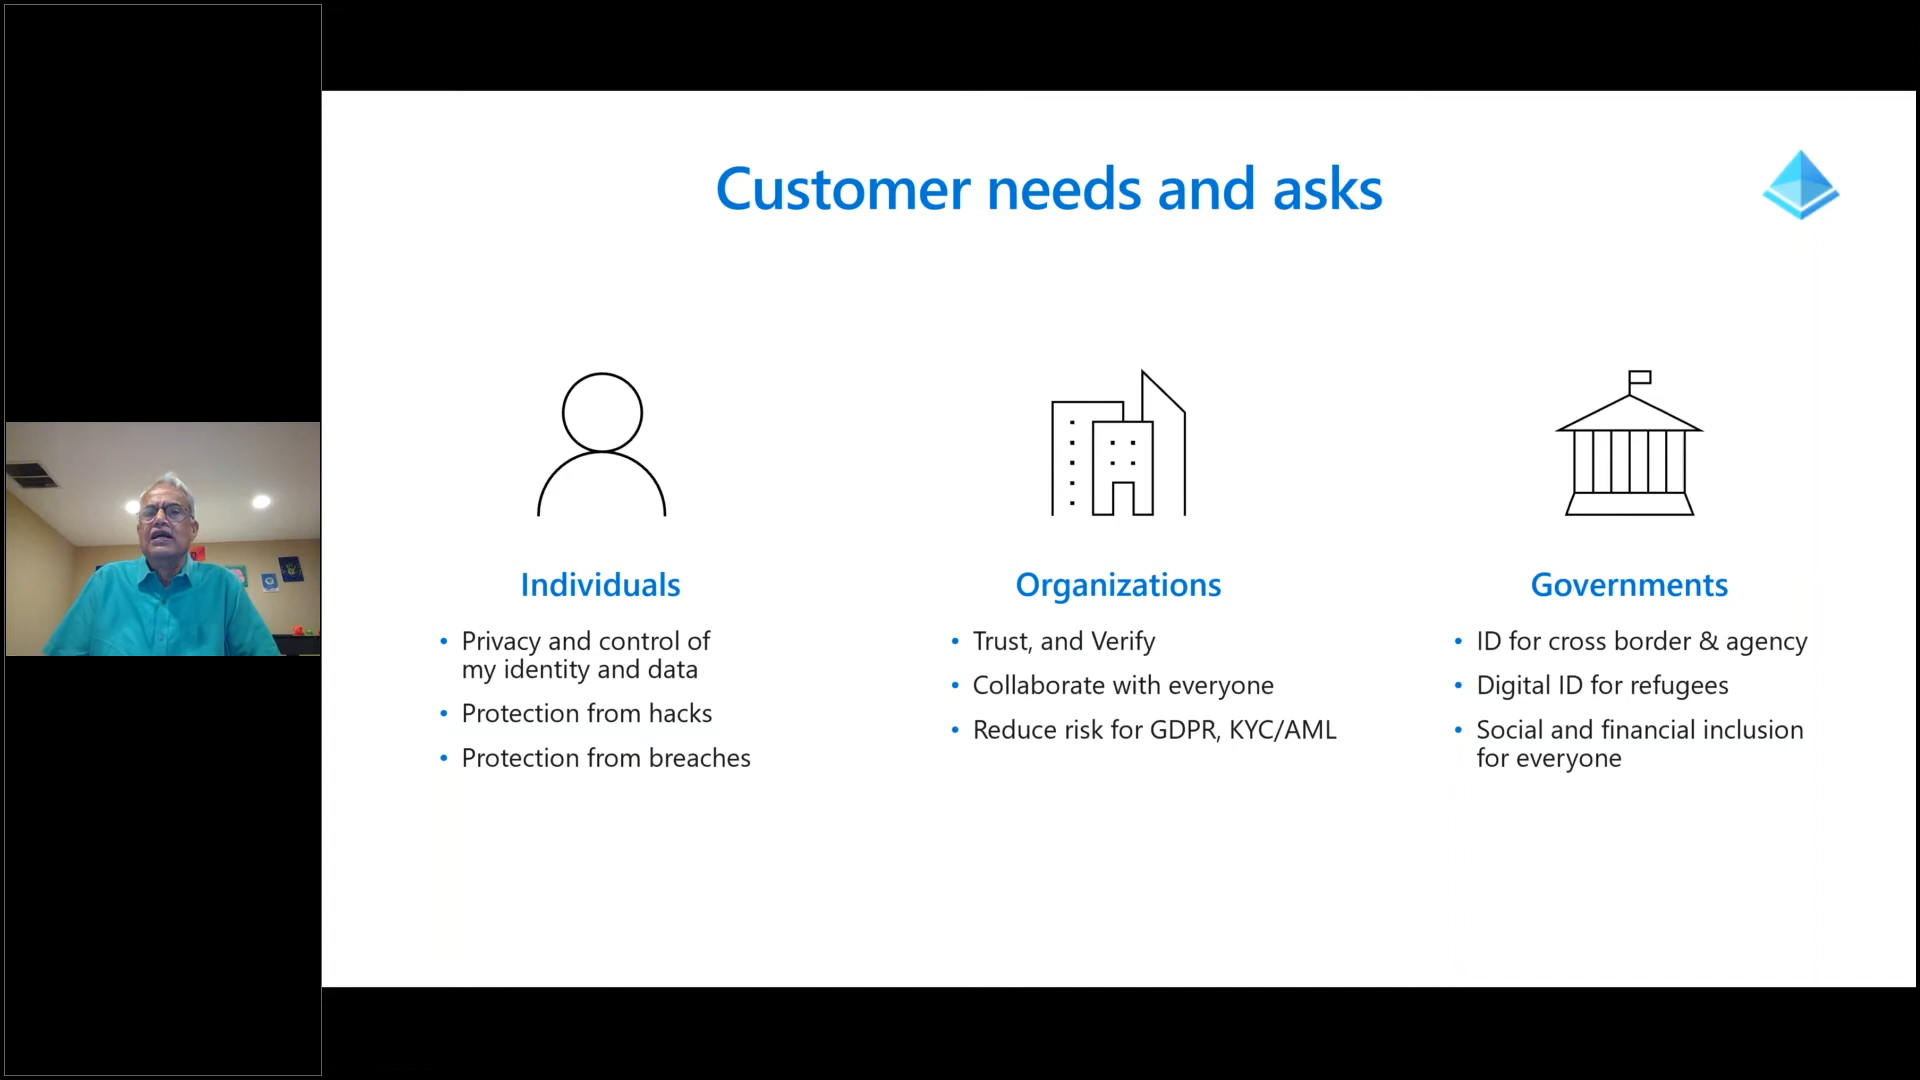 Customer needs and asks
Individuals
• Privacy and control of
my identity and data
• Protection from hacks
• Protection from breaches
Organizations
• Trust, and Verify
• Collaborate with everyone
• Reduce risk for GDPR, KYC/AML
Governments
• ID for cross border & agency
• Digital ID for refugees
• Social and financial inclusion
for everyone